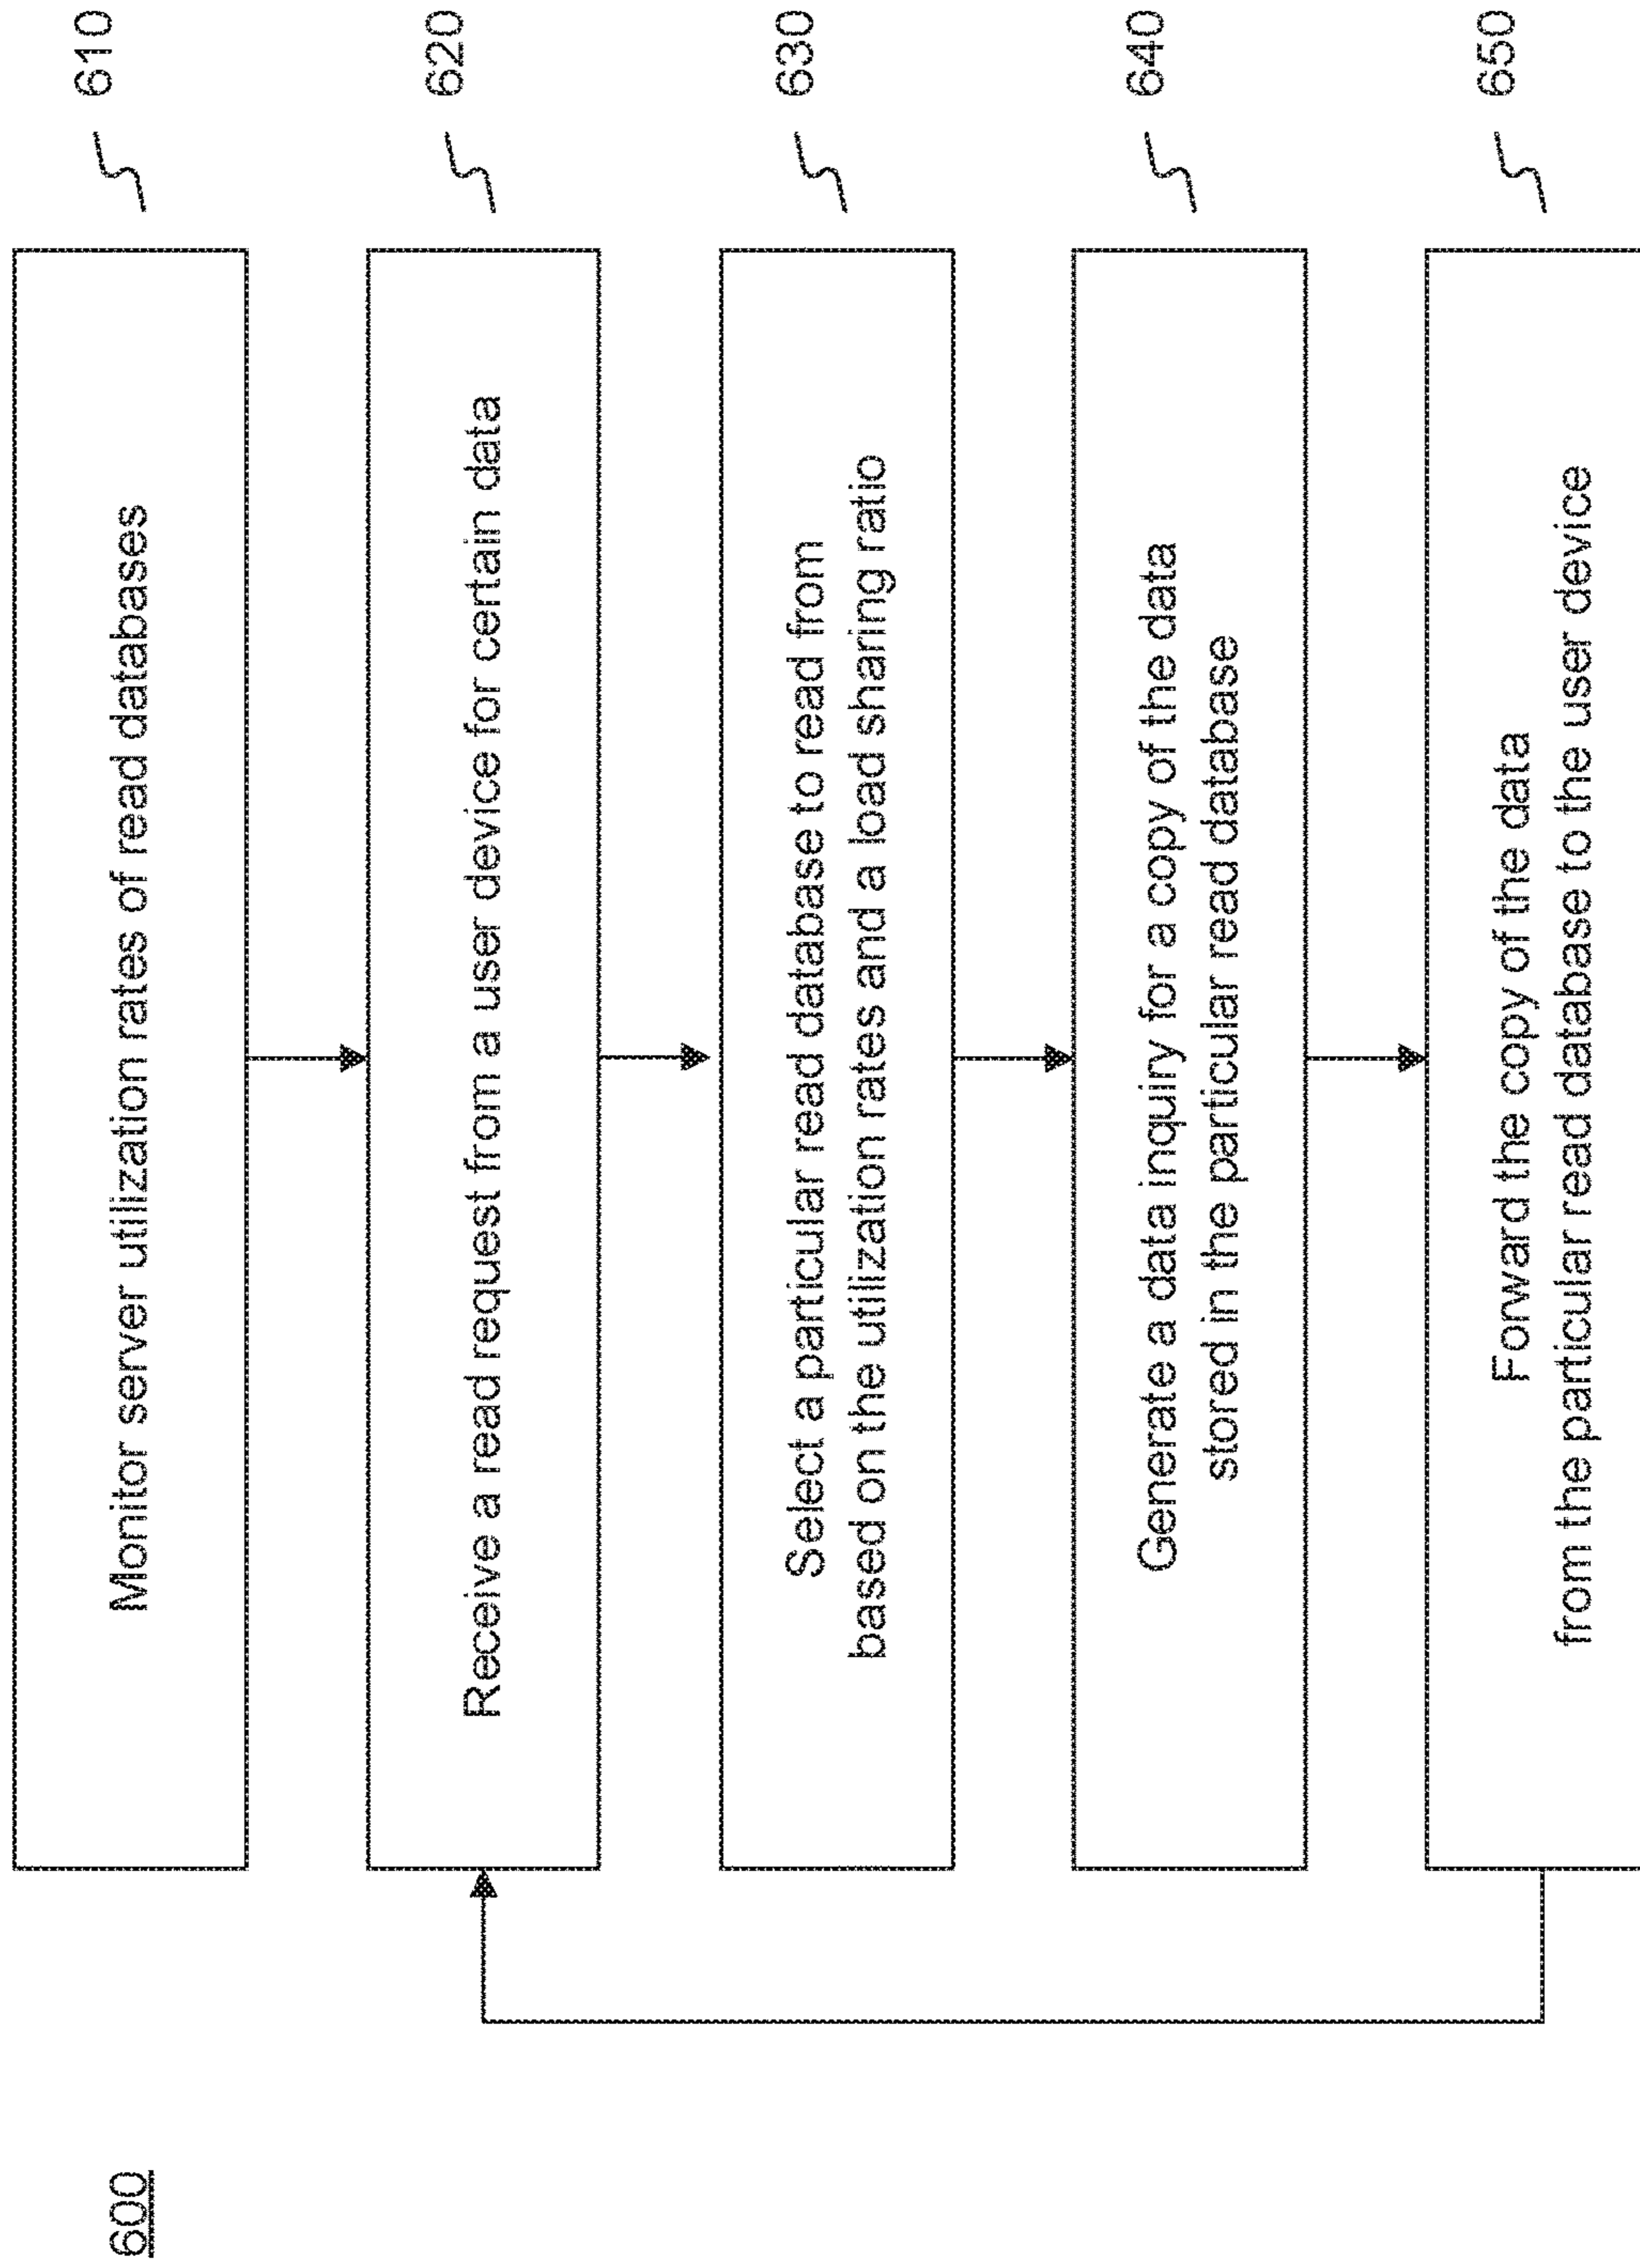 600
Monitor server utilization rates of read databases
610
Receive a read request from a user device for certain data
620
Select a particular read database to read from
based on the utilization rates and a load sharing ratio
630
Generate a data inquiry for a copy of the data
stored in the particular read database
640
Forward the copy of the data
from the particular read database to the user device
650